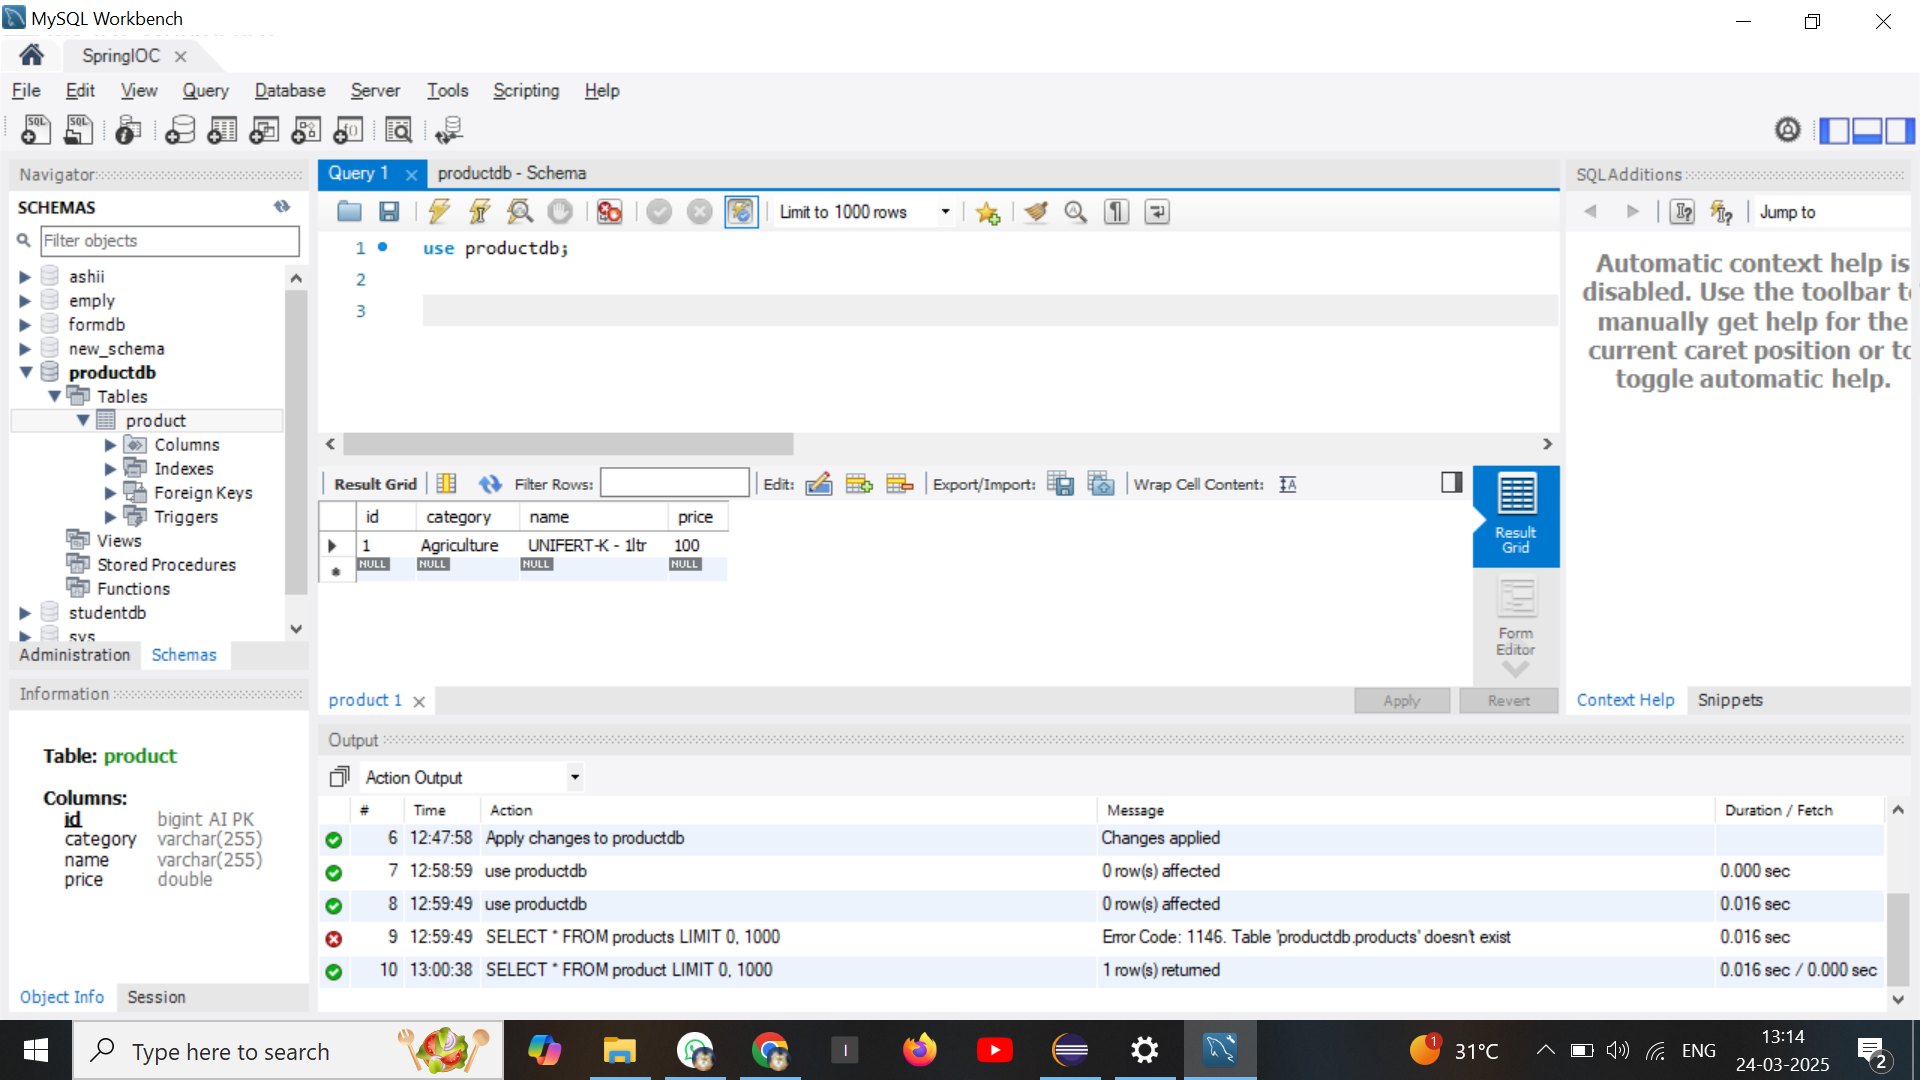 MySQL Workbench
SpringIOC
File Edit View Query Database Server Tools Scripting Help
Navigator
SCHEMAS
Filter objects
ashii
emply
formdb
new_schema
productdb
Tables
product
Columns
Indexes
Foreign Keys
Triggers
Views
Stored Procedures
Functions
studentdb
sys
Administration Schemas
Information
Table: product
Columns:
id bigint AI PK
category varchar(255)
name varchar(255)
price double
Object Info Session
Query 1 productdb - Schema
Limit to 1000 rows
1 use productdb;
2
3
Result Grid Filter Rows: Edit: Export/Import: Wrap Cell Content:
id category name price
1 Agriculture UNIFERT-K - 1ltr 100
NULL NULL NULL NULL
Result
Grid
Form
Editor
product 1
Apply Revert
SQLAdditions
Jump to
Automatic context help is
disabled. Use the toolbar to
manually get help for the
current caret position or to
toggle automatic help.
Context Help Snippets
Output
Action Output
# Time Action Message Duration / Fetch
6 12:47:58 Apply changes to productdb Changes applied
7 12:58:59 use productdb 0 row(s) affected 0.000 sec
8 12:59:49 use productdb 0 row(s) affected 0.016 sec
9 12:59:49 SELECT * FROM products LIMIT 0, 1000 Error Code: 1146. Table 'productdb.products' doesn't exist 0.016 sec
10 13:00:38 SELECT * FROM product LIMIT 0, 1000 1 row(s) returned 0.016 sec / 0.000 sec
Type here to search
1
31°C
ENG
13:14
24-03-2025
2